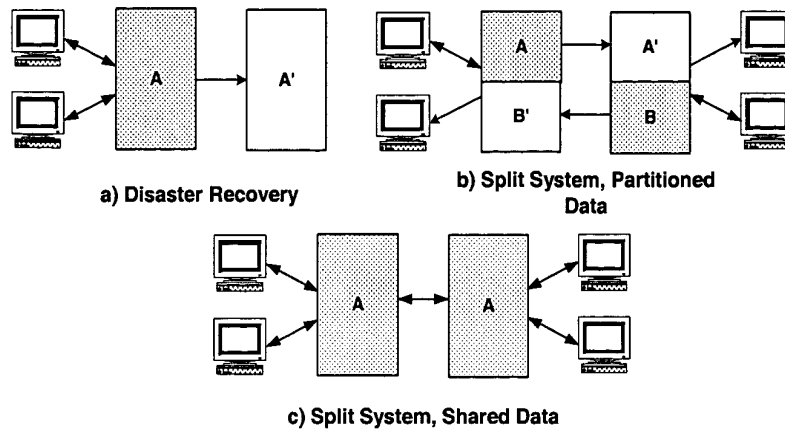 A
A'
a) Disaster Recovery
A
A'
B'
B
b) Split System, Partitioned
Data
A
A
c) Split System, Shared Data